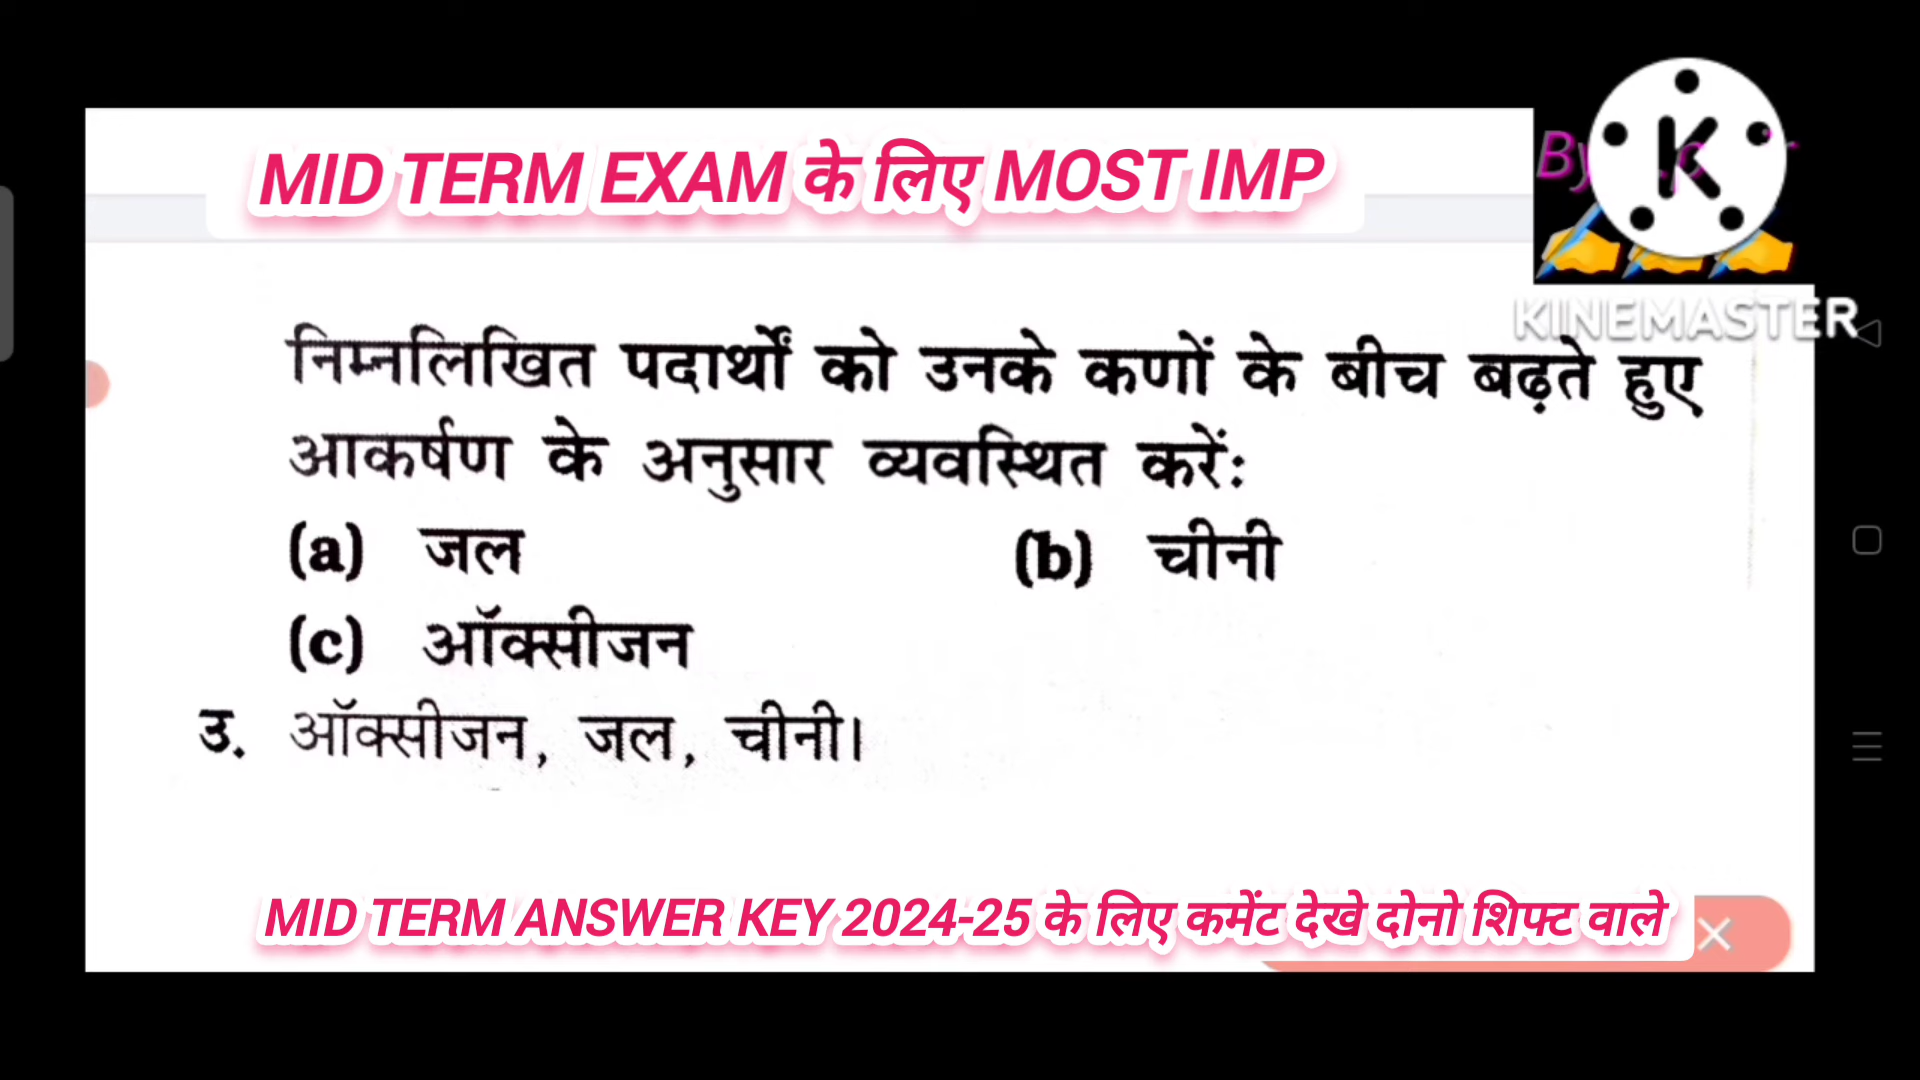 MID TERM EXAM के लिए MOST IMP
By
KINEMASTER
निम्नलिखित पदार्थों को उनके कणों के बीच बढ़ते हुए
आकर्षण के अनुसार व्यवस्थित करें:
(a) जल (b) चीनी
(c) ऑक्सीजन
उ. ऑक्सीजन, जल, चीनी।
MID TERM ANSWER KEY 2024-25 के लिए कमेंट देखे दोनो शिफ्ट वाले